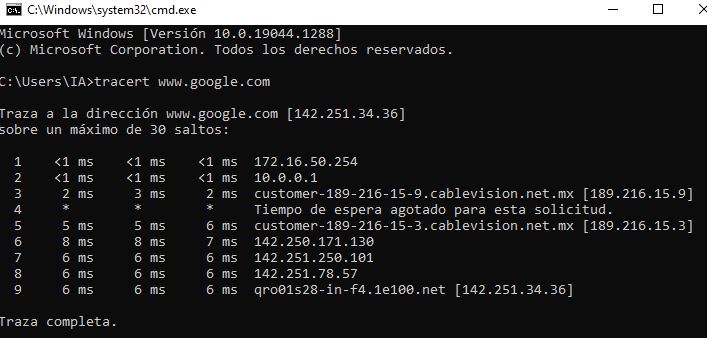 C:\Windows\system32\cmd.exe
Microsoft Windows [Versión 10.0.19044.1288]
(c) Microsoft Corporation. Todos los derechos reservados.
C:\Users\IA>tracert www.google.com
Traza a la dirección www.google.com [142.251.34.36]
sobre un máximo de 30 saltos:
1 <1 ms <1 ms <1 ms 172.16.50.254
2 <1 ms <1 ms <1 ms 10.0.0.1
3 2 ms 3 ms 2 ms customer-189-216-15-9.cablevision.net.mx [189.216.15.9]
4 * * * Tiempo de espera agotado para esta solicitud.
5 5 ms 5 ms 6 ms customer-189-216-15-3.cablevision.net.mx [189.216.15.3]
6 8 ms 8 ms 7 ms 142.250.171.130
7 6 ms 6 ms 6 ms 142.251.250.101
8 6 ms 6 ms 6 ms 142.251.78.57
9 6 ms 6 ms 6 ms qro01s28-in-f4.1e100.net [142.251.34.36]
Traza completa.